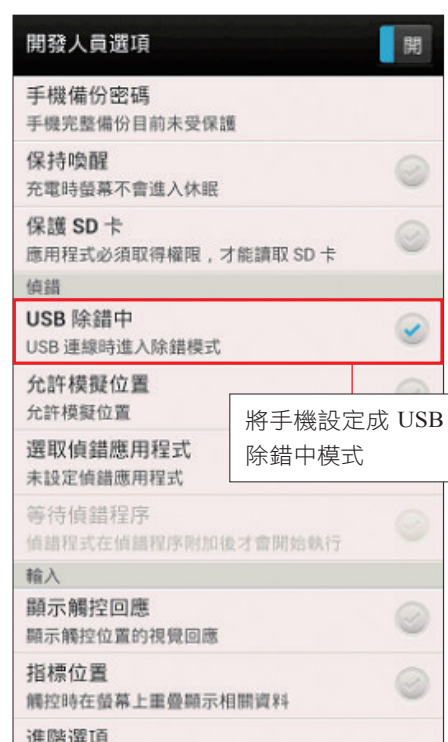 開發人員選項
開
手機備份密碼
手機完整備份目前未受保護
保持喚醒
充電時螢幕不會進入休眠
保護 SD 卡
應用程式必須取得權限，才能讀取 SD 卡
偵錯
USB 除錯中
USB 連線時進入除錯模式
允許模擬位置
允許模擬位置
將手機設定成 USB
除錯中模式
選取偵錯應用程式
未設定偵錯應用程式
等待偵錯程序
偵錯程式在偵錯程序附加後才會開始執行
輸入
顯示觸控回應
顯示觸控位置的視覺回應
指標位置
觸控時在螢幕上重疊顯示相關資料
進階選項